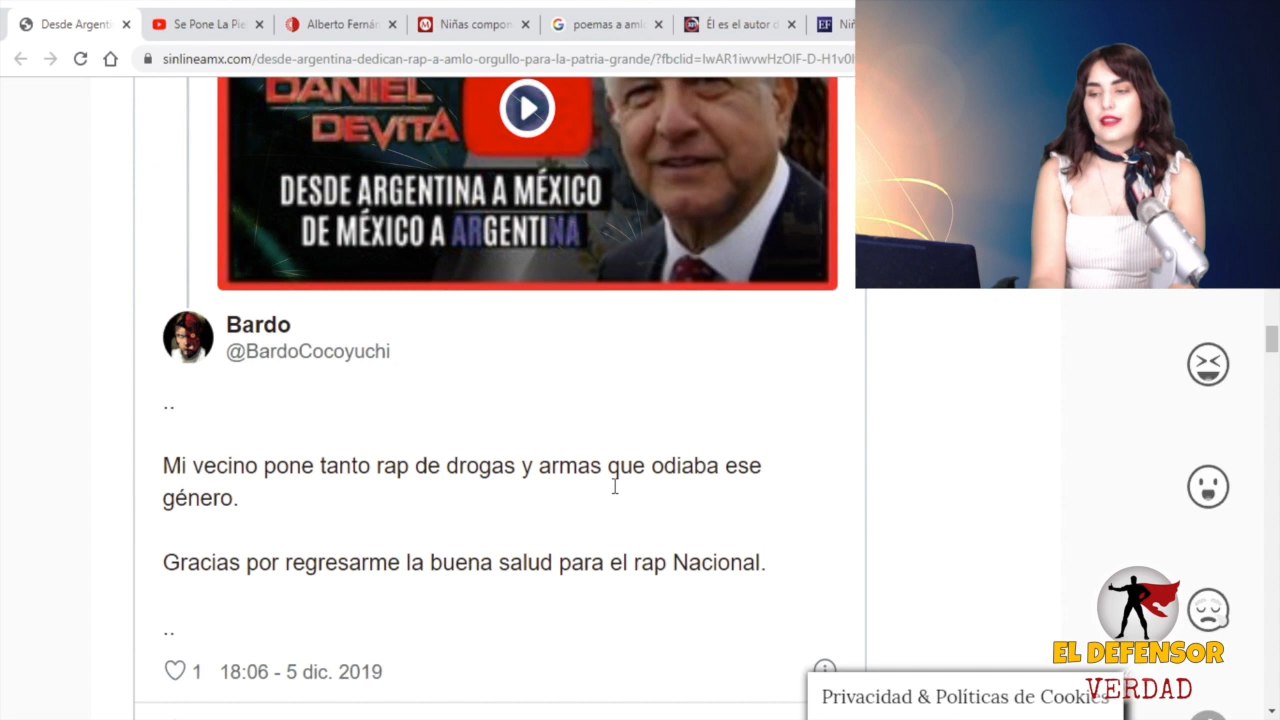 Desde Argenti
Se Pone La Pie
Alberto Fernán
Niñas compon
poemas a amlo
Él es el autor d
Niñ
sinlineamx.com/desde-argentina-dedican-rap-a-amlo-orgullo-para-la-patria-grande/?fbclid=IwAR1iwvwHzOIF-D-H1v0
DANIEL
DEVITA
DESDE ARGENTINA A MÉXICO
DE MÉXICO A ARGENTINA
Bardo
@BardoCocoyuchi
..
Mi vecino pone tanto rap de drogas y armas que odiaba ese
género.
Gracias por regresarme la buena salud para el rap Nacional.
..
1 18:06 - 5 dic. 2019
Privacidad & Políticas de Cookies
EL DEFENSOR
VERDAD